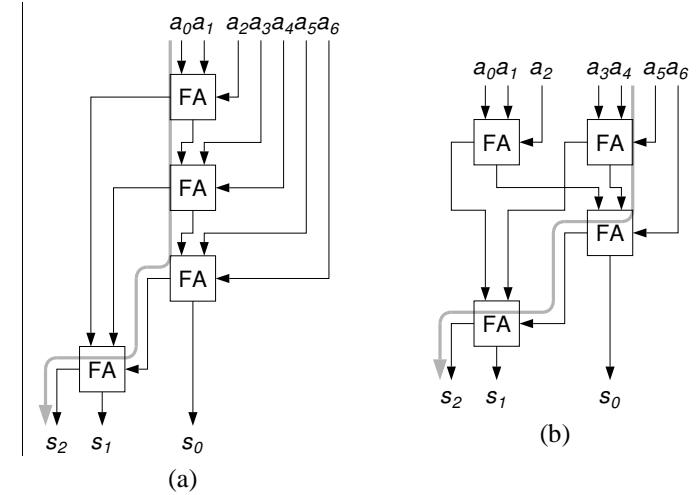 a0a1 a2a3a4a5a6
FA
FA
FA
FA
s2 s1 s0
(a)
a0a1 a2 a3a4 a5a6
FA FA
FA
FA
s2 s1 s0
(b)